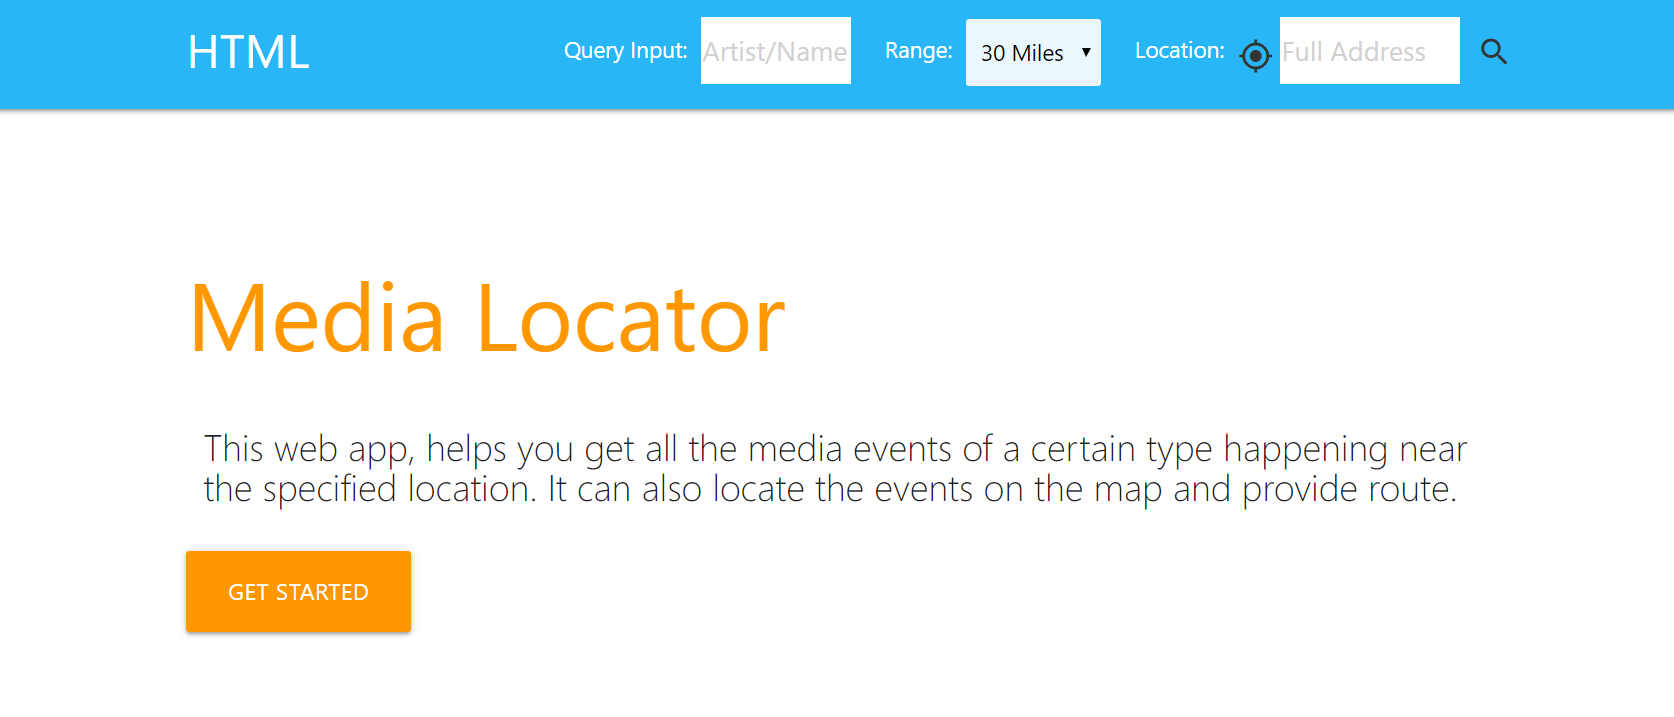 HTML Query Input: Artist/Name Range: 30 Miles Location: Full Address
Media Locator
This web app, helps you get all the media events of a certain type happening near
the specified location. It can also locate the events on the map and provide route.
GET STARTED